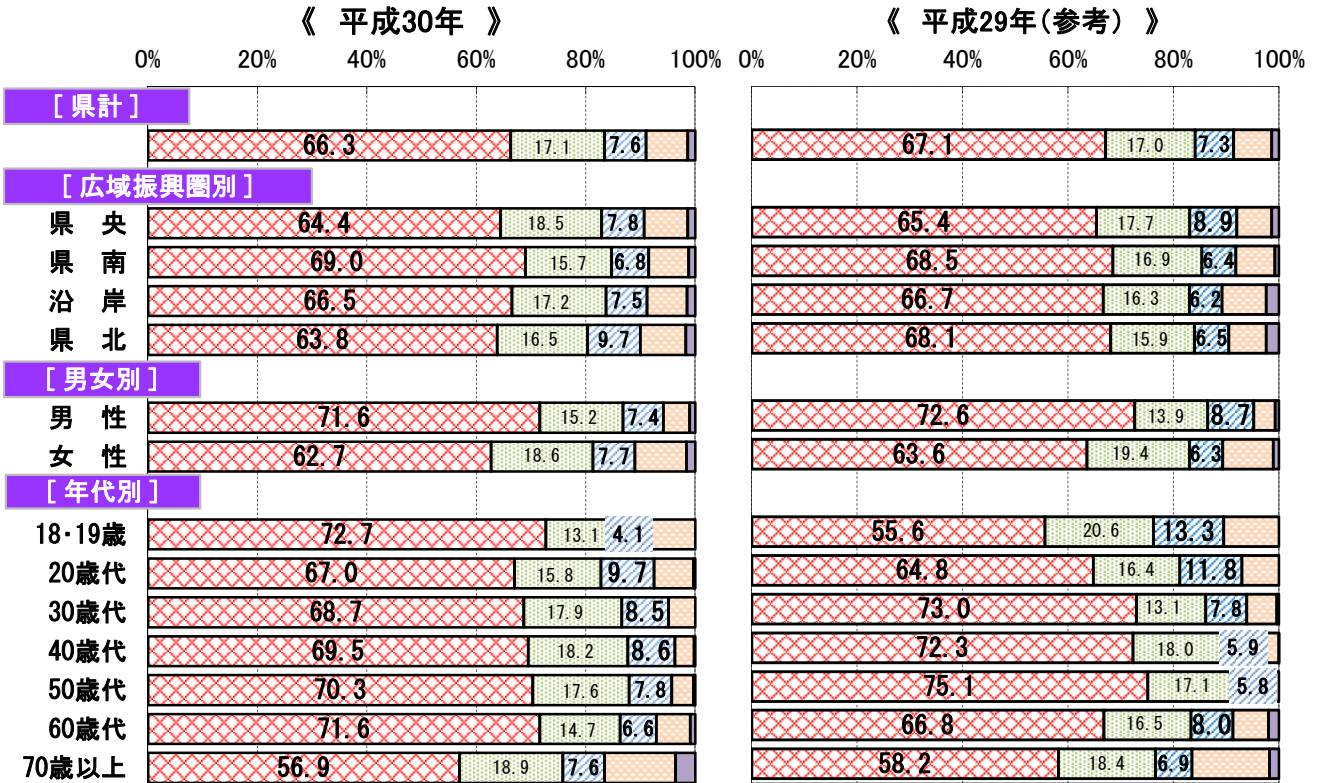 《 平成30年 》 《 平成29年(参考) 》
0% 20% 40% 60% 80% 100% 0% 20% 40% 60% 80% 100%
[ 県計 ]
66.3 17.1 7.6 67.1 17.0 7.3
[ 広域振興圏別 ]
県 央 64.4 18.5 7.8 65.4 17.7 8.9
県 南 69.0 15.7 6.8 68.5 16.9 6.4
沿 岸 66.5 17.2 7.5 66.7 16.3 6.2
県 北 63.8 16.5 9.7 68.1 15.9 6.5
[ 男女別 ]
男 性 71.6 15.2 7.4 72.6 13.9 8.7
女 性 62.7 18.6 7.7 63.6 19.4 6.3
[ 年代別 ]
18・19歳 72.7 13.1 4.1 55.6 20.6 13.3
20歳代 67.0 15.8 9.7 64.8 16.4 11.8
30歳代 68.7 17.9 8.5 73.0 13.1 7.8
40歳代 69.5 18.2 8.6 72.3 18.0 5.9
50歳代 70.3 17.6 7.8 75.1 17.1 5.8
60歳代 71.6 14.7 6.6 66.8 16.5 8.0
70歳以上 56.9 18.9 7.6 58.2 18.4 6.9